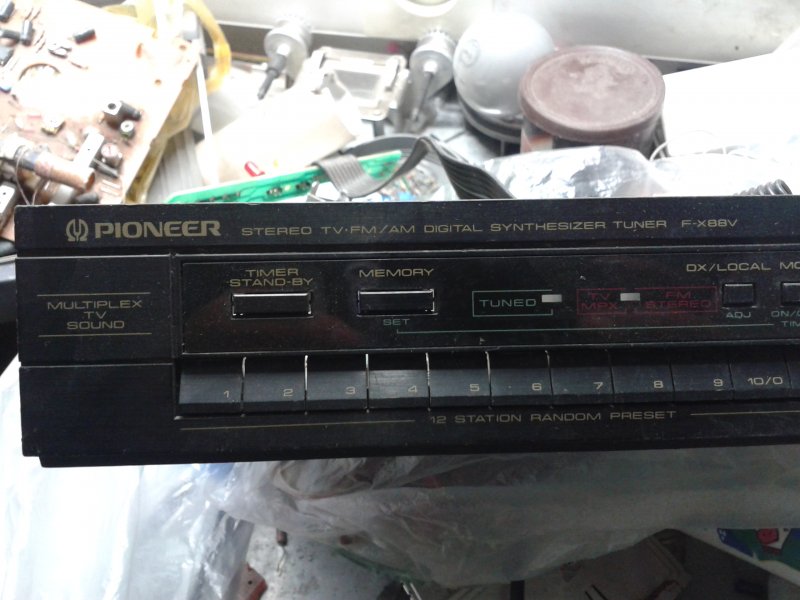 PIONEER STEREO TV·FM/AM DIGITAL SYNTHESIZER TUNER F-X88V
MULTIPLEX
TV
SOUND
TIMER
STAND-BY
MEMORY
SET
TUNED
TV
MPX
FM
STEREO
DX/LOCAL
ADJ
1 2 3 4 5 6 7 8 9 10/0
12 STATION RANDOM PRESET